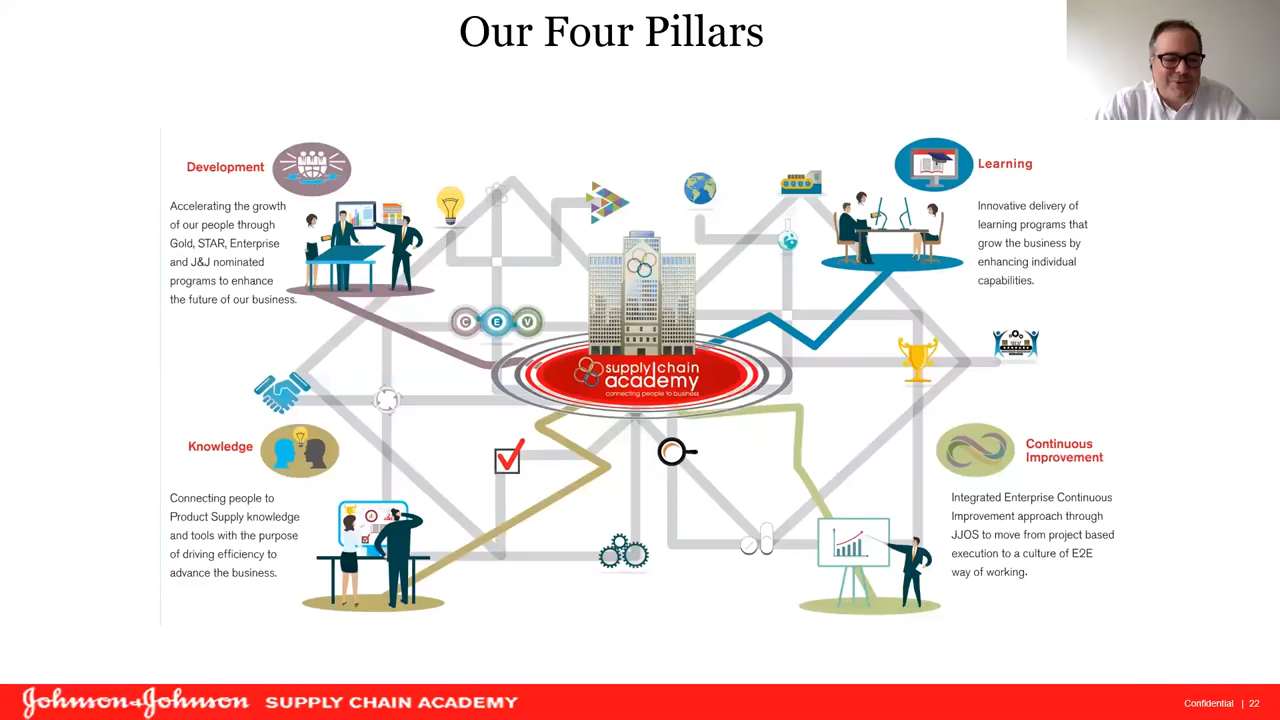 Our Four Pillars
Development
Accelerating the growth
of our people through
Gold, STAR, Enterprise
and J&J nominated
programs to enhance
the future of our business.
Learning
Innovative delivery of
learning programs that
grow the business by
enhancing individual
capabilities.
C E V
supply chain
academy
connecting people to business
Knowledge
Connecting people to
Product Supply knowledge
and tools with the purpose
of driving efficiency to
advance the business.
Continuous
Improvement
Integrated Enterprise Continuous
Improvement approach through
JJOS to move from project based
execution to a culture of E2E
way of working.
Johnson+Johnson SUPPLY CHAIN ACADEMY
Confidential | 22